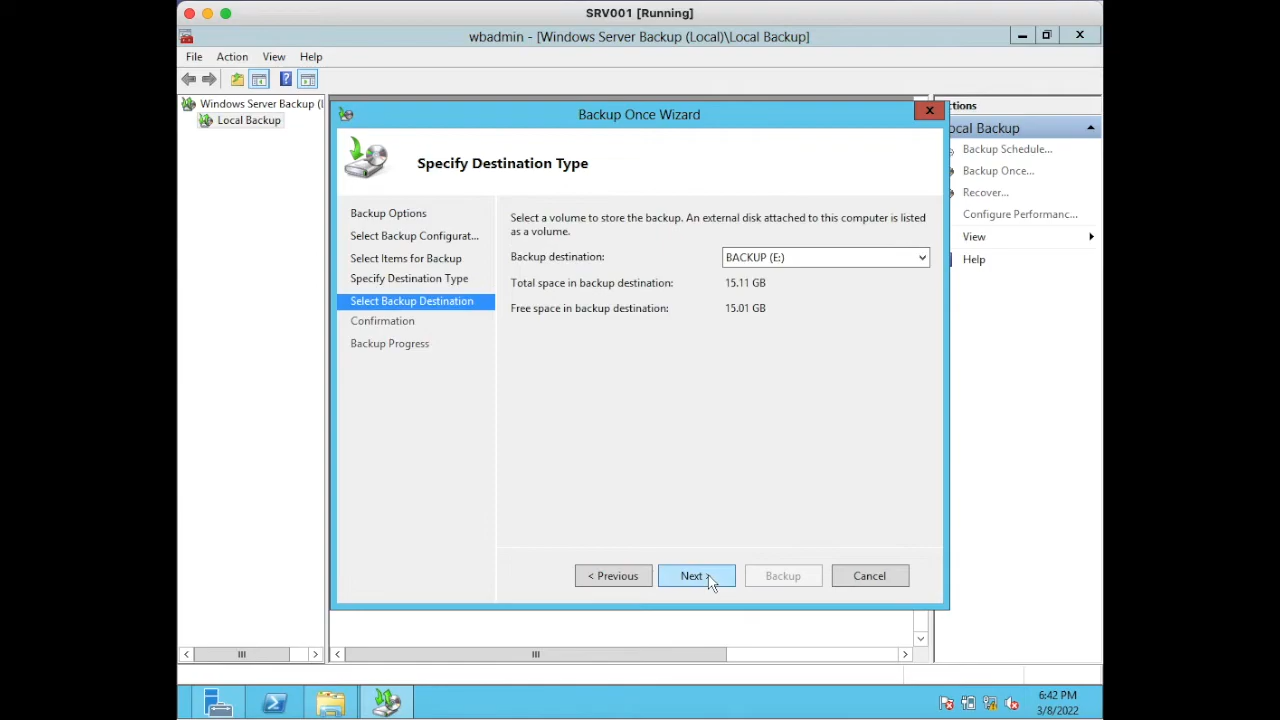 SRV001 [Running]
wbadmin - [Windows Server Backup (Local)\Local Backup]
File Action View Help
Windows Server Backup (L
Local Backup
Backup Once Wizard
Specify Destination Type
Backup Options
Select Backup Configurat...
Select Items for Backup
Specify Destination Type
Select Backup Destination
Confirmation
Backup Progress
Select a volume to store the backup. An external disk attached to this computer is listed
as a volume.
Backup destination: BACKUP (E:)
Total space in backup destination: 15.11 GB
Free space in backup destination: 15.01 GB
< Previous Next > Backup Cancel
tions
ocal Backup
Backup Schedule...
Backup Once...
Recover...
Configure Performanc...
View
Help
6:42 PM
3/8/2022